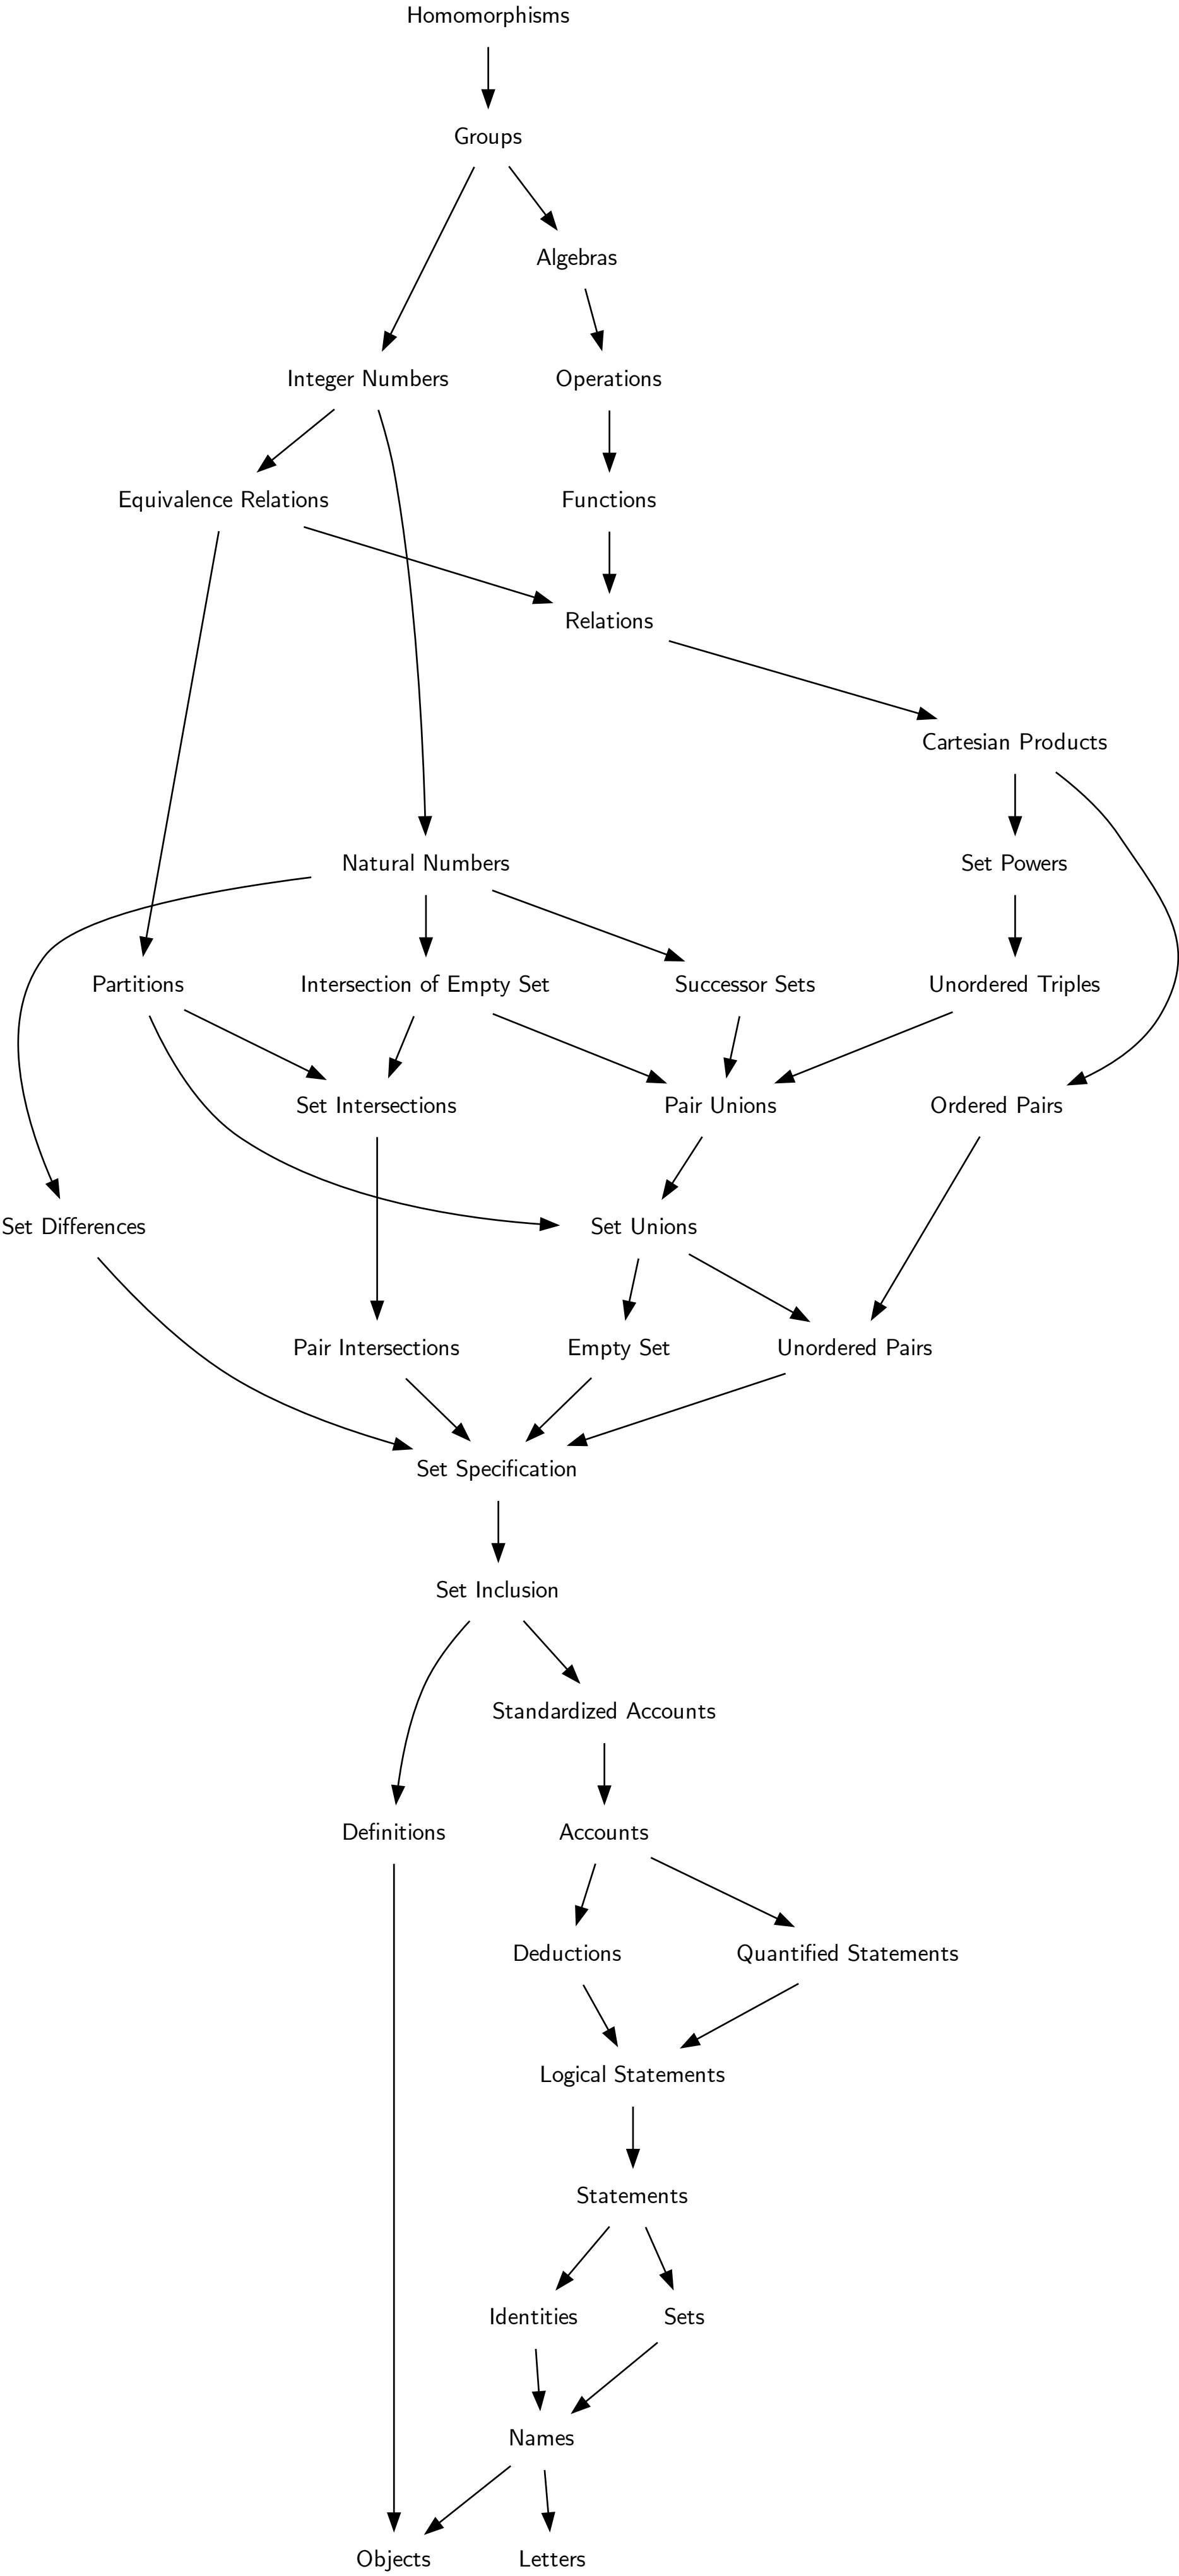 Homomorphisms
Groups
Algebras
Integer Numbers
Operations
Equivalence Relations
Functions
Relations
Cartesian Products
Natural Numbers
Set Powers
Partitions
Intersection of Empty Set
Successor Sets
Unordered Triples
Set Intersections
Pair Unions
Ordered Pairs
Set Differences
Set Unions
Pair Intersections
Empty Set
Unordered Pairs
Set Specification
Set Inclusion
Standardized Accounts
Definitions
Accounts
Deductions
Quantified Statements
Logical Statements
Statements
Identities
Sets
Names
Objects
Letters